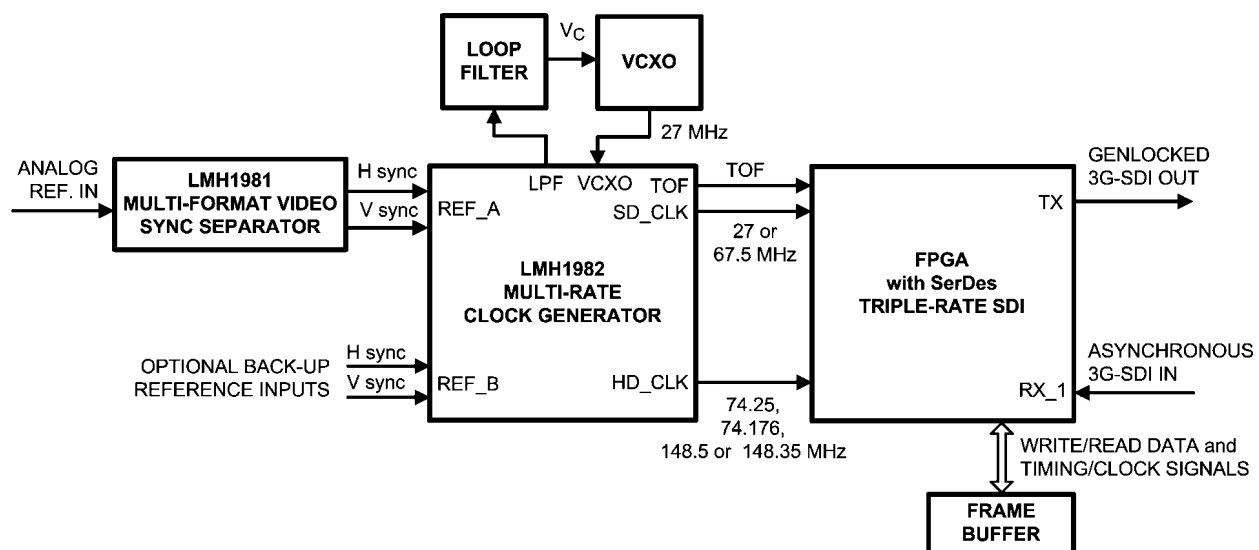 LOOP
FILTER
VC
VCXO
27 MHz
ANALOG
REF. IN
LMH1981
MULTI-FORMAT VIDEO
SYNC SEPARATOR
H sync
V sync
LPF
VCXO
TOF
REF_A
SD_CLK
LMH1982
MULTI-RATE
CLOCK GENERATOR
OPTIONAL BACK-UP
REFERENCE INPUTS
H sync
V sync
REF_B
HD_CLK
TOF
27 or
67.5 MHz
74.25,
74.176,
148.5 or 148.35 MHz
FPGA
with SerDes
TRIPLE-RATE SDI
TX
RX_1
GENLOCKED
3G-SDI OUT
ASYNCHRONOUS
3G-SDI IN
WRITE/READ DATA and
TIMING/CLOCK SIGNALS
FRAME
BUFFER